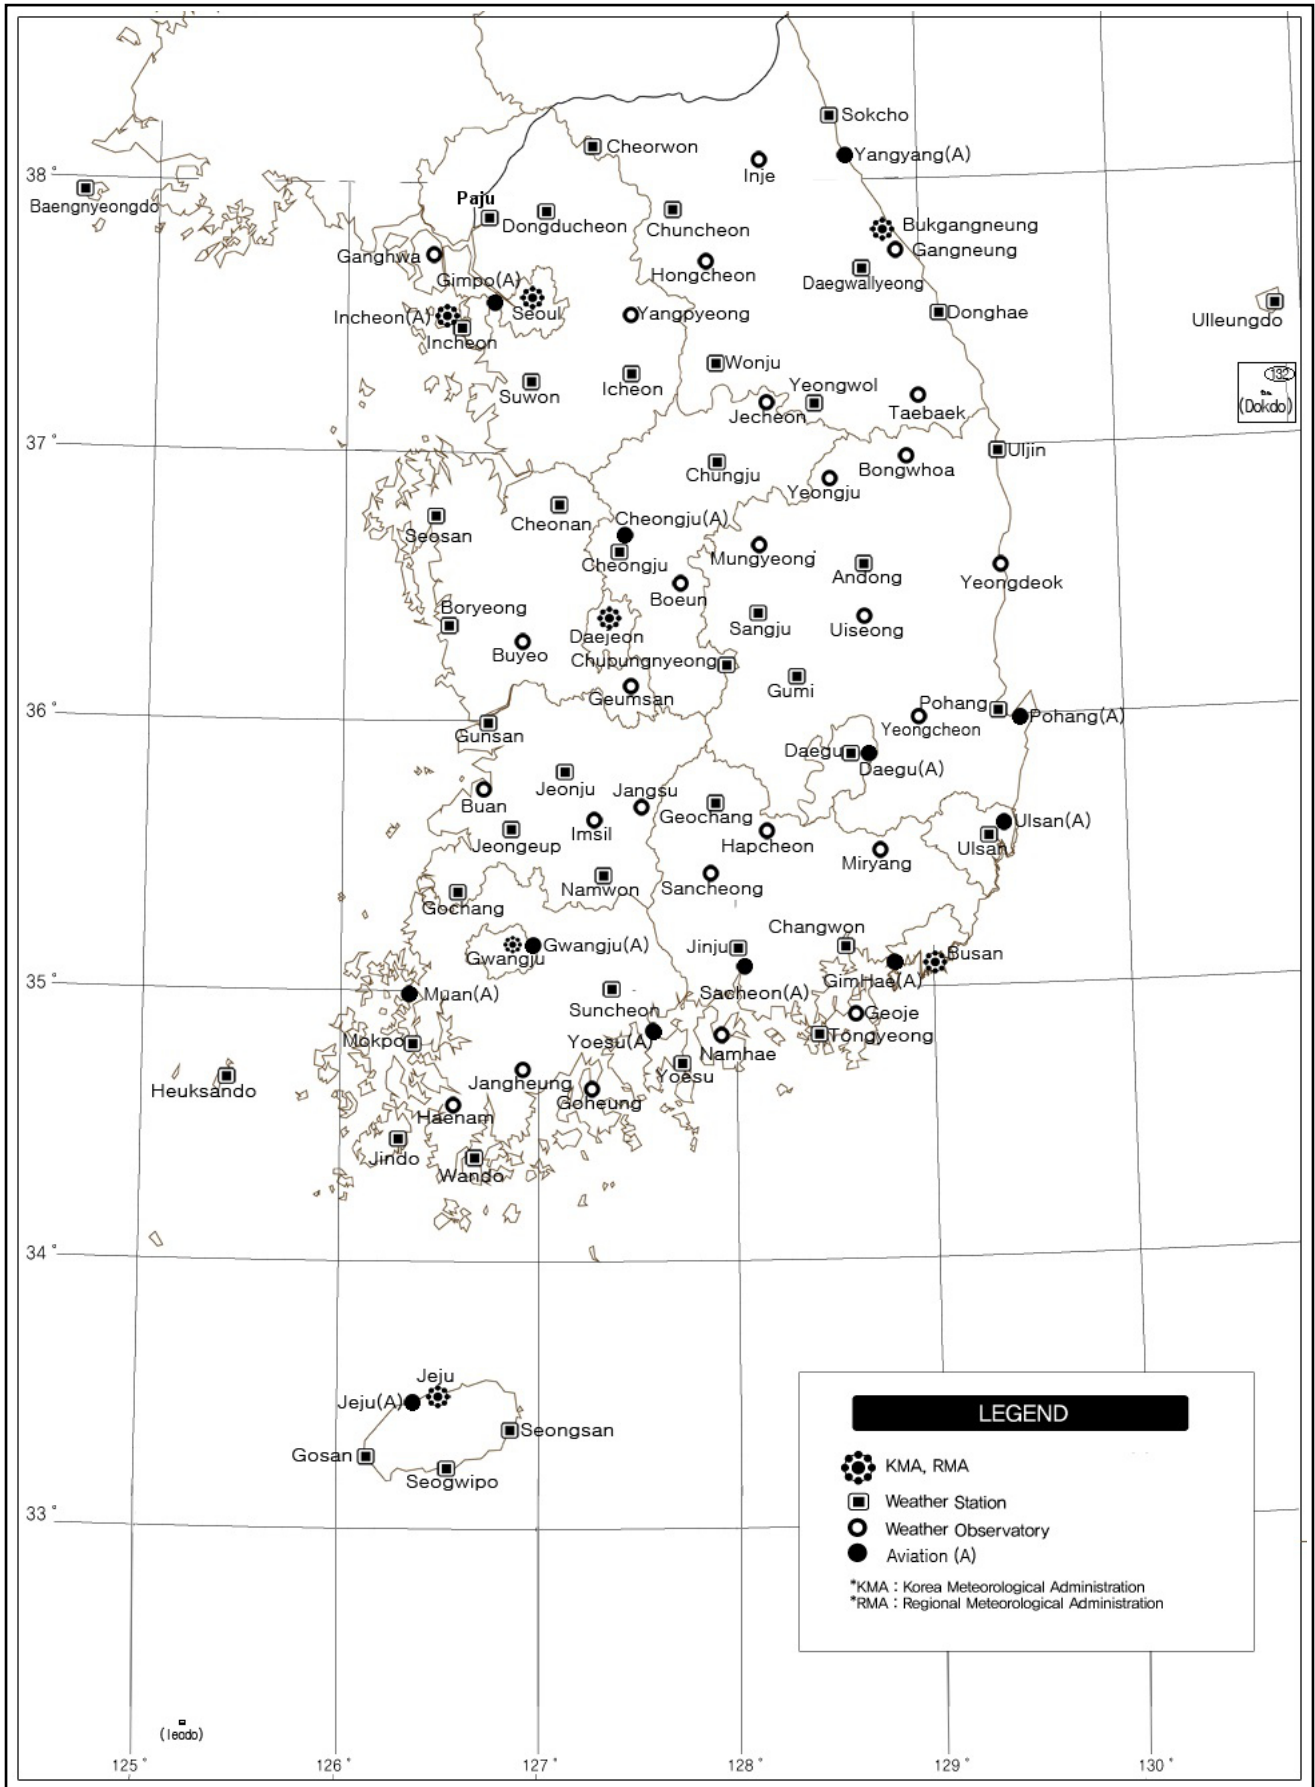 Sokcho
Cheorwon
Yangyang(A)
Inje
38°
Baengnyeongdo
Paju
Dongducheon
Chuncheon
Bukgangneung
Gangneung
Ganghwa
Hongcheon
Daegwallyeong
Gimpo(A)
Incheon(A)
Seoul
Yangpyeong
Donghae
Ulleungdo
Incheon
Wonju
132
Suwon
Icheon
Yeongwol
Jecheon
Taebaek
(Dokdo)
37°
Uljin
Chungju
Bongwhoa
Yeongju
Seosan
Cheonan
Cheongju(A)
Cheongju
Mungyeong
Andong
Yeongdeok
Boeun
Boryeong
Daejeon
Sangju
Uiseong
Buyeo
Chupungnyeong
Geumsan
Gumi
36°
Pohang
Pohang(A)
Gunsan
Yeongcheon
Daegu
Daegu(A)
Jeonju
Jangsu
Buan
Imsil
Geochang
Ulsan(A)
Jeongeup
Hapcheon
Ulsan
Miryang
Namwon
Sancheong
Gochang
Changwon
Gwangju
Gwangju(A)
Jinju
Busan
35°
Muan(A)
Sacheon(A)
GimHae(A)
Suncheon
Geoje
Mokpo
Yoesu(A)
Namhae
Tongyeong
Heuksando
Jangheung
Yoesu
Goheung
Haenam
Jindo
Wando
34°
Jeju
Jeju(A)
Seongsan
Gosan
Seogwipo
33°
LEGEND
KMA, RMA
Weather Station
Weather Observatory
Aviation (A)
*KMA : Korea Meteorological Administration
*RMA : Regional Meteorological Administration
(Ieodo)
125° 126° 127° 128° 129° 130°